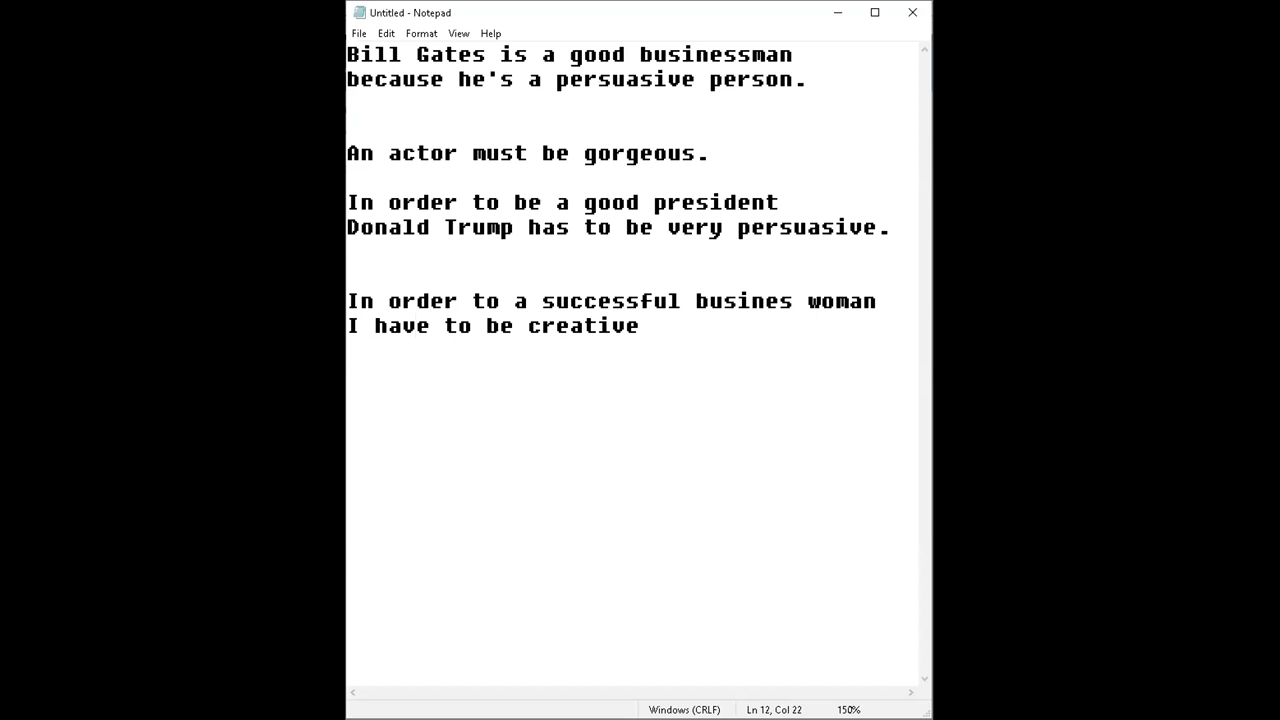 Untitled - Notepad
File Edit Format View Help
Bill Gates is a good businessman
because he's a persuasive person.
An actor must be gorgeous.
In order to be a good president
Donald Trump has to be very persuasive.
In order to a successful busines woman
I have to be creative
Windows (CRLF) Ln 12, Col 22 150%